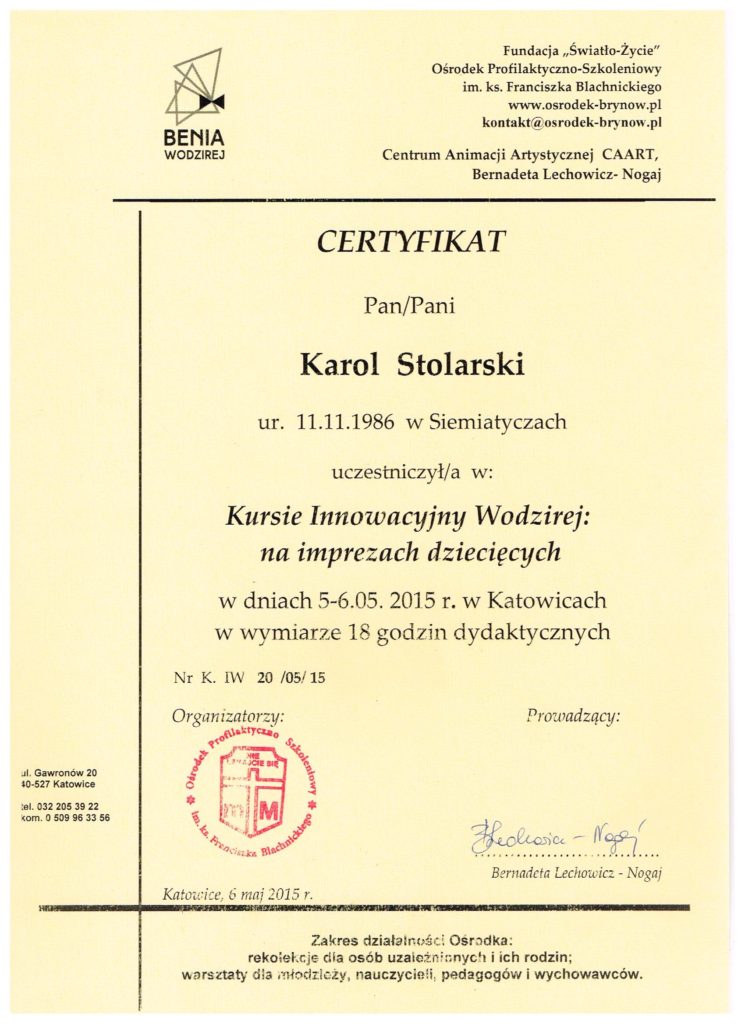 BENIA
WODZIREJ
Fundacja „Światło-Życie”
Ośrodek Profilaktyczno-Szkoleniowy
im. ks. Franciszka Blachnickiego
www.osrodek-brynow.pl
kontakt@osrodek-brynow.pl
Centrum Animacji Artystycznej CAART,
Bernadeta Lechowicz- Nogaj
CERTYFIKAT
Pan/Pani
Karol Stolarski
ur. 11.11.1986 w Siemiatyczach
uczestniczył/a w:
Kursie Innowacyjny Wodzirej:
na imprezach dziecięcych
w dniach 5-6.05. 2015 r. w Katowicach
w wymiarze 18 godzin dydaktycznych
Nr K. IW 20 /05/ 15
Organizatorzy:
Prowadzący:
Ośrodek Profilaktyczno Szkoleniowy
im. ks. Franciszka Blachnickiego
NIE
LĘKAJCIE SIĘ
M
ul. Gawronów 20
40-527 Katowice
tel. 032 205 39 22
kom. 0 509 96 33 56
BLechowicz - Nogaj
Bernadeta Lechowicz - Nogaj
Katowice, 6 maj 2015 r.
Zakres działalności Ośrodka:
rekolekcje dla osób uzależnionych i ich rodzin;
warsztaty dla młodzieży, nauczycieli, pedagogów i wychowawców.